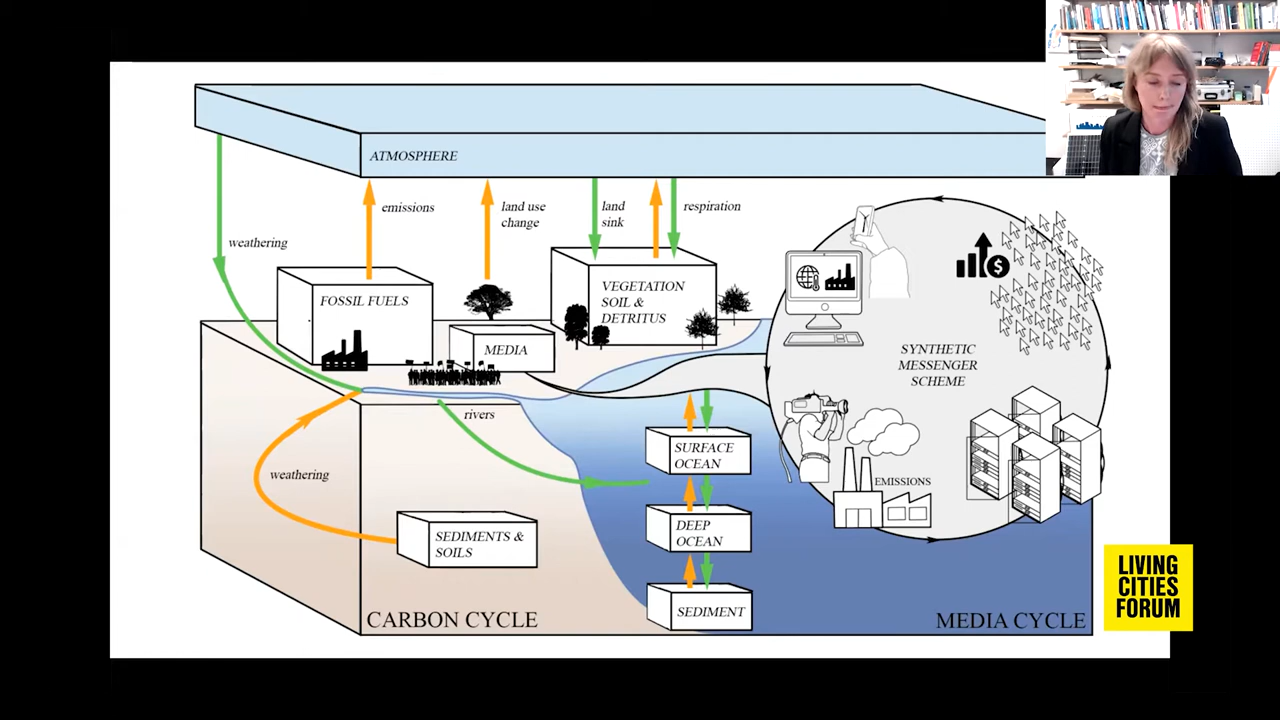 ATMOSPHERE
emissions
land use
change
land
sink
respiration
weathering
FOSSIL FUELS
VEGETATION
SOIL &
DETRITUS
MEDIA
SYNTHETIC
MESSENGER
SCHEME
rivers
weathering
SURFACE
OCEAN
EMISSIONS
DEEP
OCEAN
SEDIMENTS &
SOILS
SEDIMENT
CARBON CYCLE
MEDIA CYCLE
$
LIVING
CITIES
FORUM